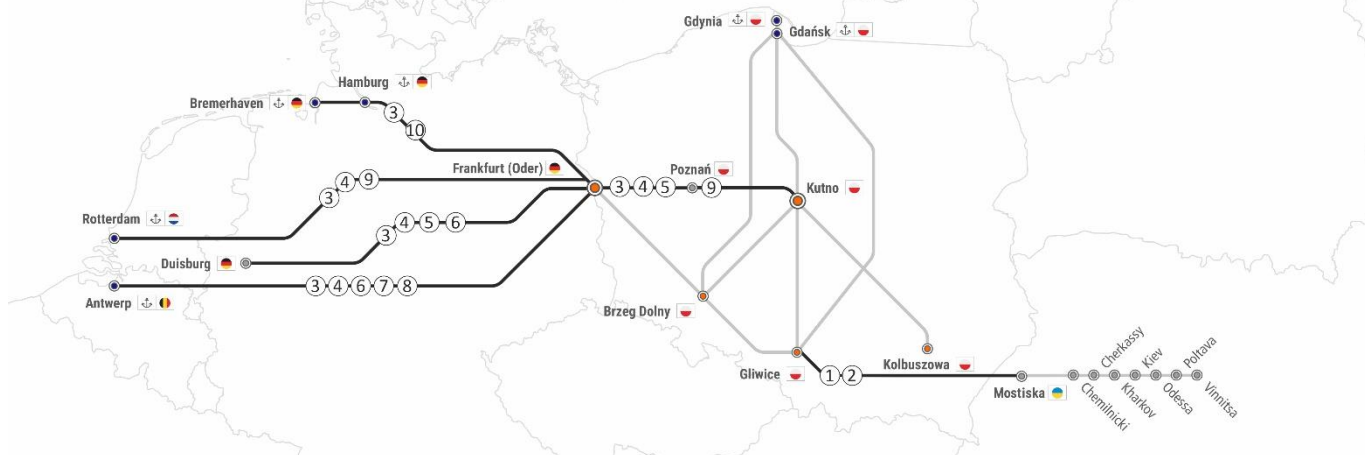 Gdynia
Gdańsk
Hamburg
Bremerhaven
3
10
Frankfurt (Oder)
Poznań
3 4 5 9
Kutno
3 4 9
Rotterdam
3 4 5 6
Duisburg
3 4 6 7 8
Antwerp
Brzeg Dolny
Gliwice
1 2
Kolbuszowa
Mostiska
Chemilnicki
Cherkassy
Kharkov
Kiev
Odessa
Połtava
Vinnitsa